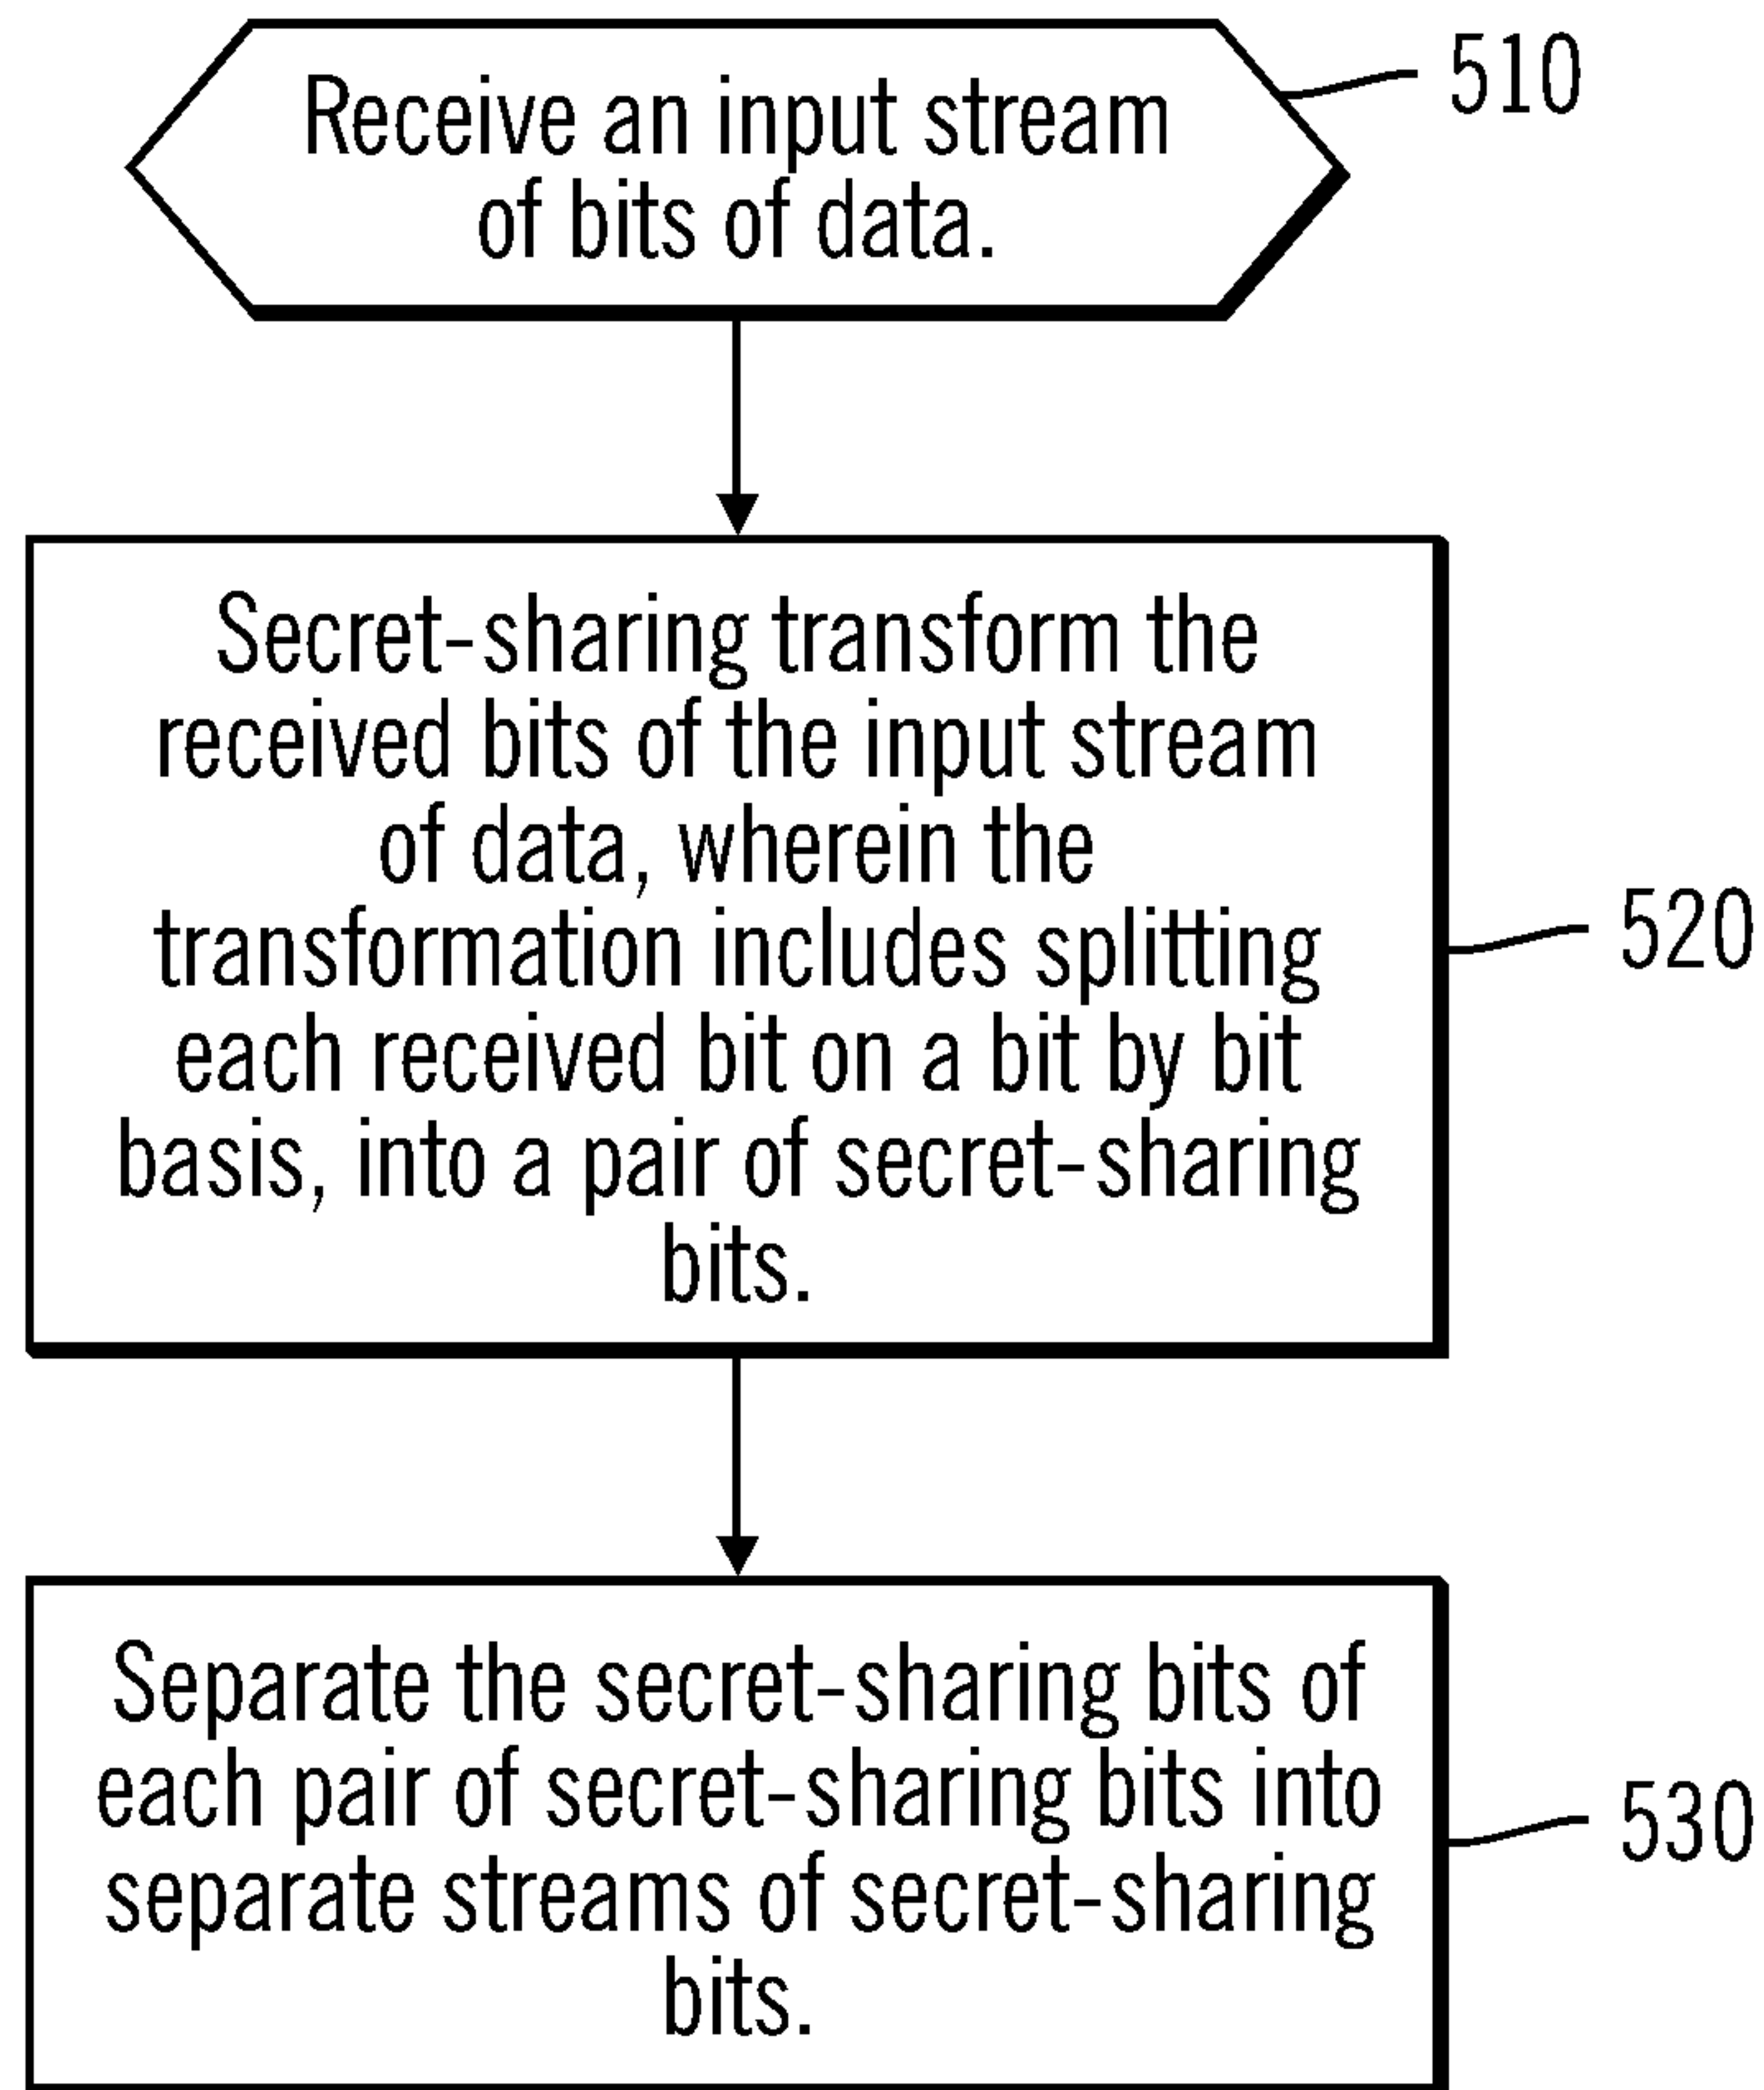 Receive an input stream
of bits of data.
510
Secret-sharing transform the
received bits of the input stream
of data, wherein the
transformation includes splitting
each received bit on a bit by bit
basis, into a pair of secret-sharing
bits.
520
Separate the secret-sharing bits of
each pair of secret-sharing bits into
separate streams of secret-sharing
bits.
530